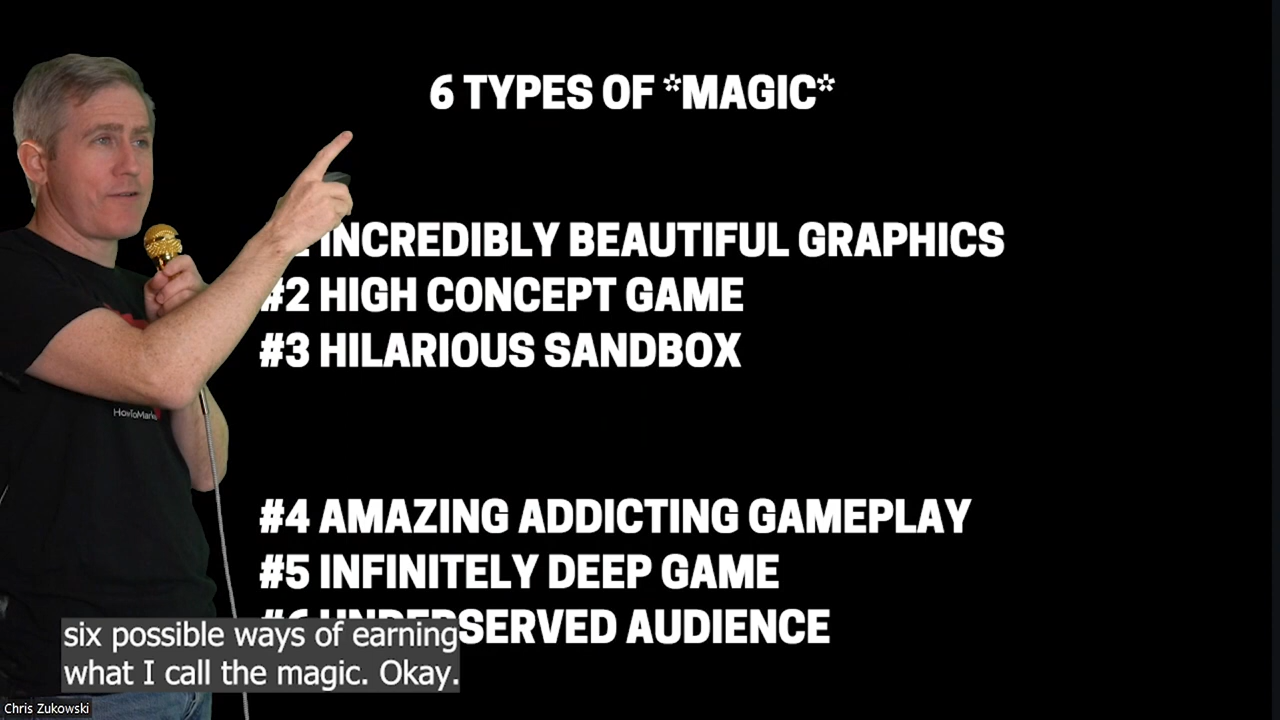 6 TYPES OF *MAGIC*
INCREDIBLY BEAUTIFUL GRAPHICS
#2 HIGH CONCEPT GAME
#3 HILARIOUS SANDBOX
#4 AMAZING ADDICTING GAMEPLAY
#5 INFINITELY DEEP GAME
AUDIENCE
six possible ways of earning
what I call the magic. Okay.
Chris Zukowski